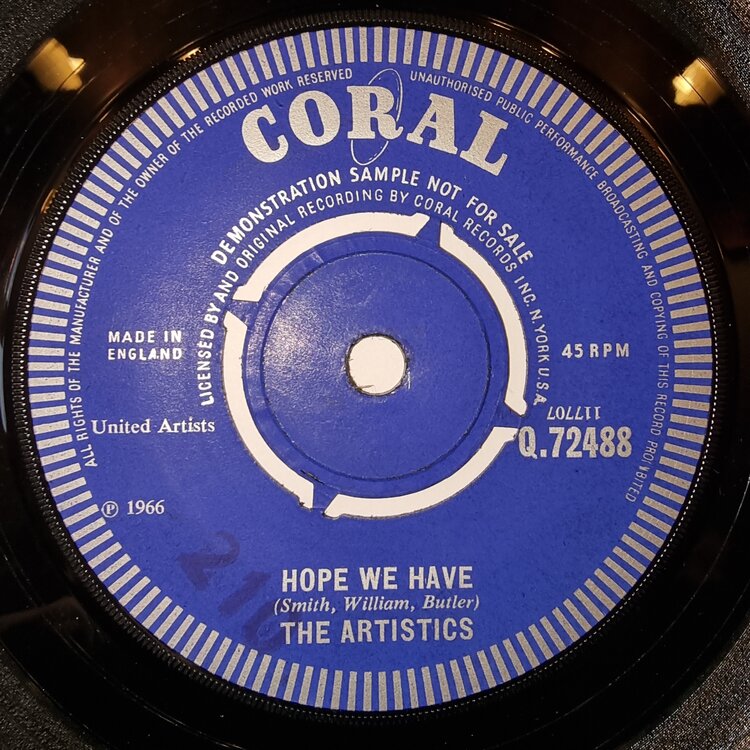 ALL RIGHTS OF THE MANUFACTURER AND OF THE OWNER OF THE RECORDED WORK RESERVED
UNAUTHORISED PUBLIC PERFORMANCE BROADCASTING AND COPYING OF THIS RECORD PROHIBITED
CORAL
DEMONSTRATION SAMPLE NOT FOR SALE
LICENSED BY AND ORIGINAL RECORDING BY CORAL RECORDS INC. N.YORK U.S.A.
MADE IN
ENGLAND
45 RPM
117707
United Artists
Q.72488
℗ 1966
210
HOPE WE HAVE
(Smith, William, Butler)
THE ARTISTICS